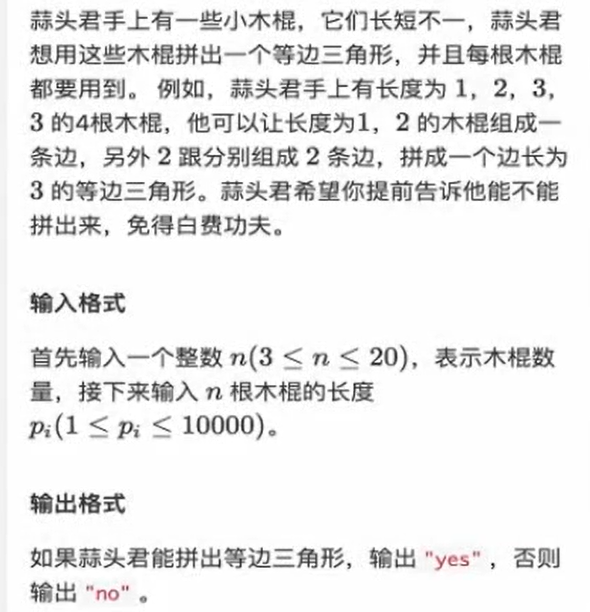 蒜头君手上有一些小木棍，它们长短不一，蒜头君
想用这些木棍拼出一个等边三角形，并且每根木棍
都要用到。 例如，蒜头君手上有长度为 1，2，3，
3 的4根木棍，他可以让长度为1，2 的木棍组成一
条边，另外 2 跟分别组成 2 条边，拼成一个边长为
3 的等边三角形。蒜头君希望你提前告诉他能不能
拼出来，免得白费功夫。
输入格式
首先输入一个整数 n(3 ≤ n ≤ 20)，表示木棍数
量，接下来输入 n 根木棍的长度
pᵢ(1 ≤ pᵢ ≤ 10000)。
输出格式
如果蒜头君能拼出等边三角形，输出 "yes" ，否则
输出 "no" 。